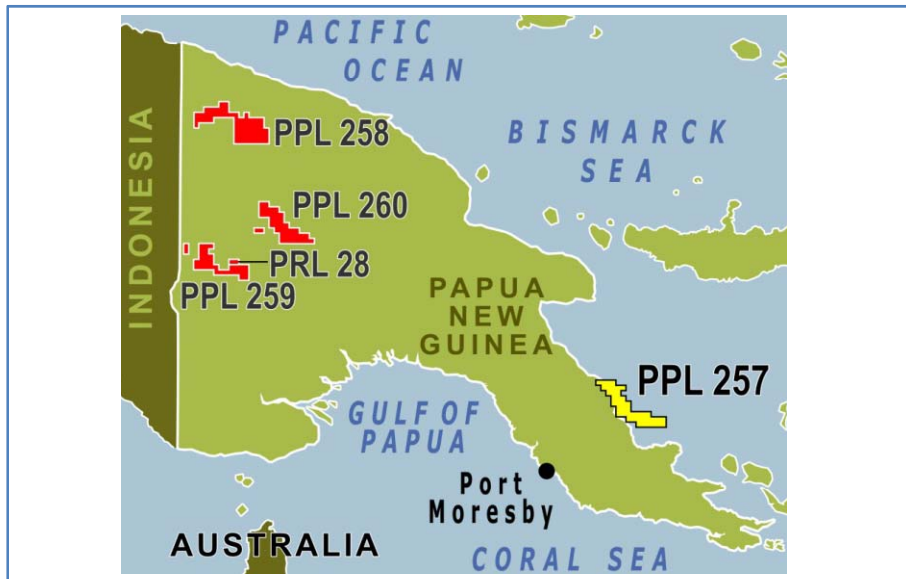 PACIFIC
OCEAN
INDONESIA
PPL 258
BISMARCK
SEA
PPL 260
PRL 28
PPL 259
PAPUA
NEW
GUINEA
PPL 257
GULF OF
PAPUA
Port
Moresby
AUSTRALIA
CORAL SEA